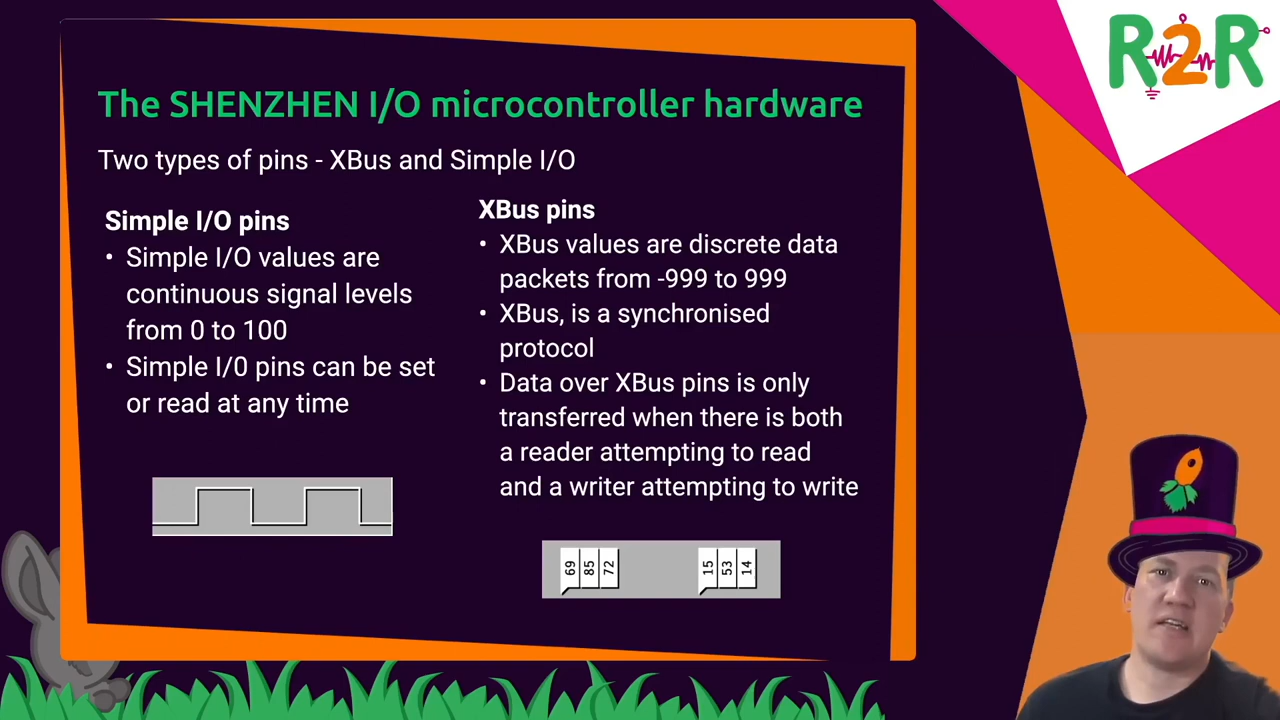 R2R
The SHENZHEN I/O microcontroller hardware
Two types of pins - XBus and Simple I/O
Simple I/O pins
• Simple I/O values are
continuous signal levels
from 0 to 100
• Simple I/0 pins can be set
or read at any time
XBus pins
• XBus values are discrete data
packets from -999 to 999
• XBus, is a synchronised
protocol
• Data over XBus pins is only
transferred when there is both
a reader attempting to read
and a writer attempting to write
69
85
72
15
53
14